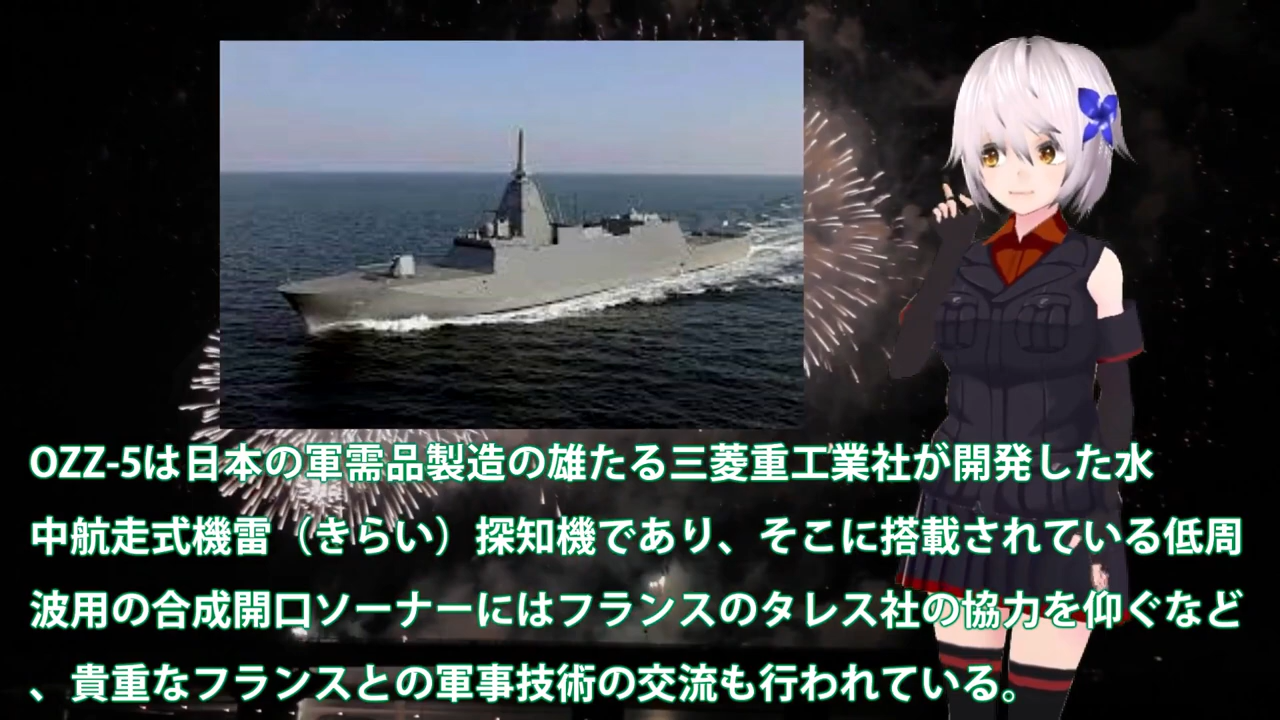 OZZ-5は日本の軍需品製造の雄たる三菱重工業社が開発した水
中航走式機雷（きらい）探知機であり、そこに搭載されている低周
波用の合成開口ソーナーにはフランスのタレス社の協力を仰ぐなど
、貴重なフランスとの軍事技術の交流も行われている。